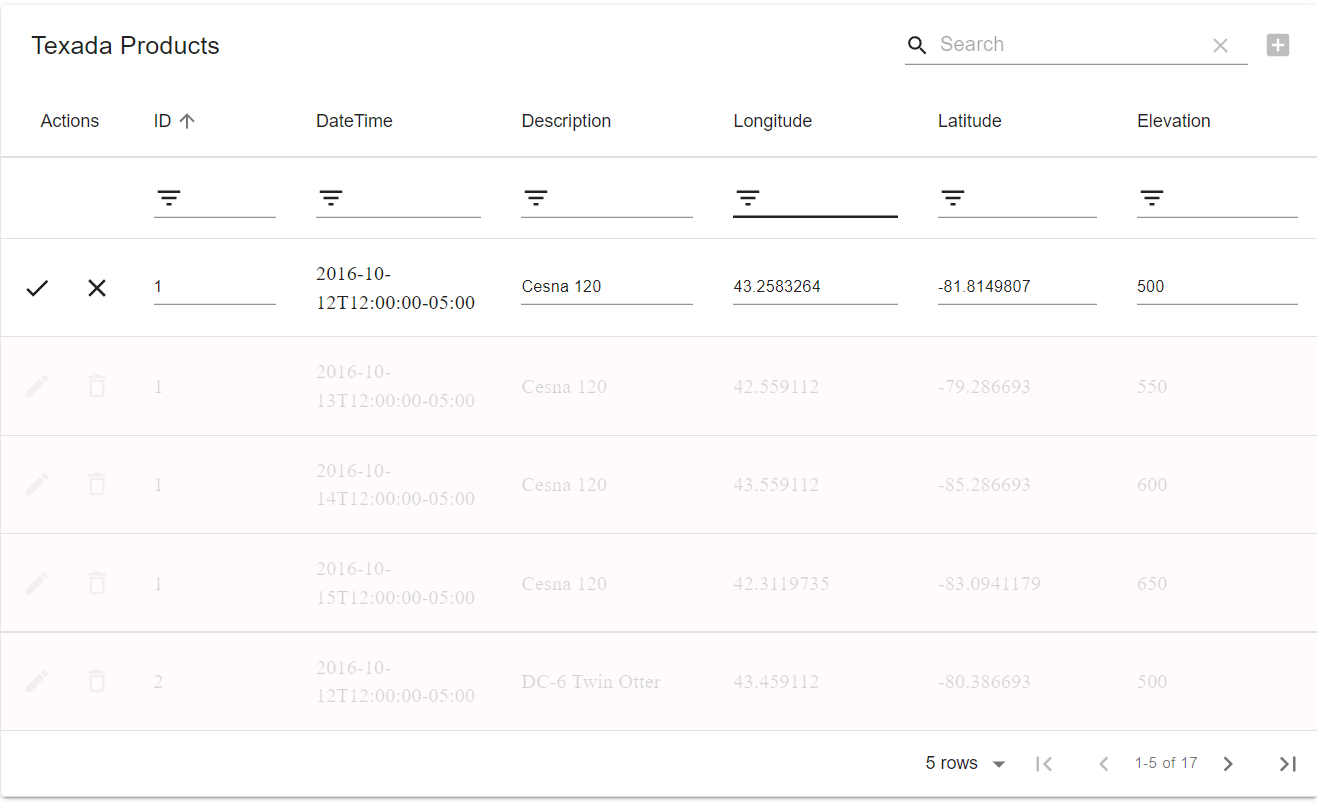 Texada Products Search
Actions ID DateTime Description Longitude Latitude Elevation
1 2016-10-12T12:00:00-05:00 Cesna 120 43.2583264 -81.8149807 500
1 2016-10-13T12:00:00-05:00 Cesna 120 42.559112 -79.286693 550
1 2016-10-14T12:00:00-05:00 Cesna 120 43.559112 -85.286693 600
1 2016-10-15T12:00:00-05:00 Cesna 120 42.3119735 -83.0941179 650
2 2016-10-12T12:00:00-05:00 DC-6 Twin Otter 43.459112 -80.386693 500
5 rows 1-5 of 17